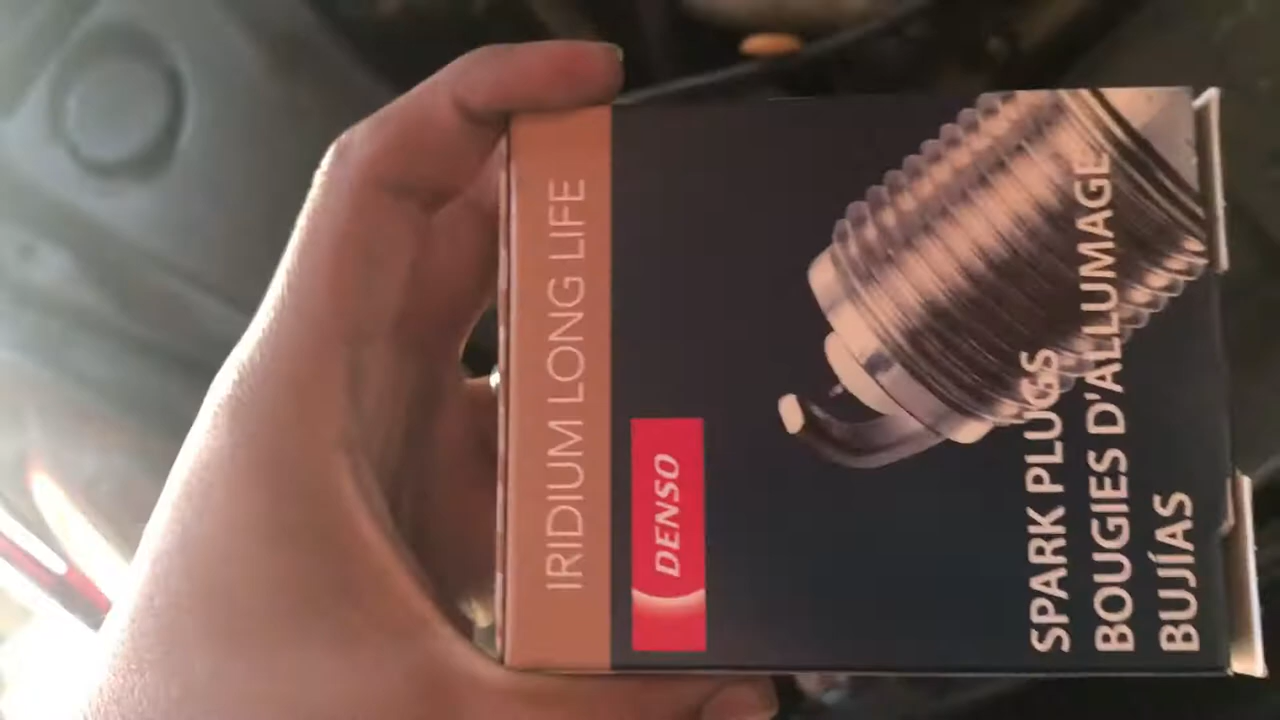 IRIDIUM LONG LIFE
DENSO
SPARK PLUGS
BOUGIES D'ALLUMAGE
BUJÍAS